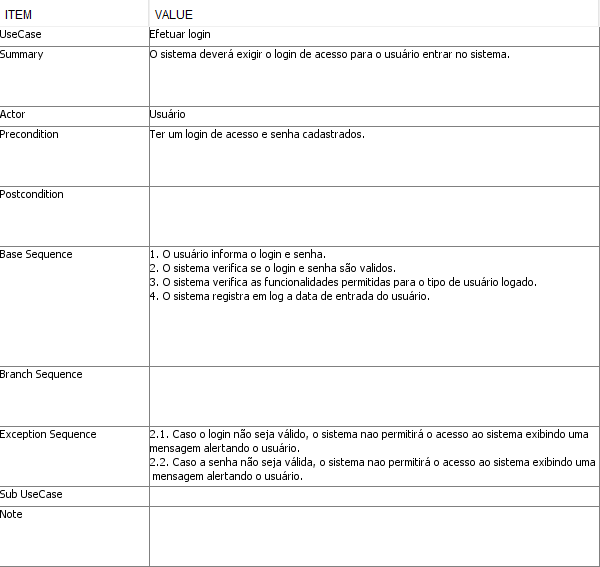 ITEM VALUE
UseCase Efetuar login
Summary O sistema deverá exigir o login de acesso para o usuário entrar no sistema.
Actor Usuário
Precondition Ter um login de acesso e senha cadastrados.
Postcondition
Base Sequence 1. O usuário informa o login e senha.
2. O sistema verifica se o login e senha são validos.
3. O sistema verifica as funcionalidades permitidas para o tipo de usuário logado.
4. O sistema registra em log a data de entrada do usuário.
Branch Sequence
Exception Sequence 2.1. Caso o login não seja válido, o sistema nao permitirá o acesso ao sistema exibindo uma
mensagem alertando o usuário.
2.2. Caso a senha não seja válida, o sistema nao permitirá o acesso ao sistema exibindo uma
mensagem alertando o usuário.
Sub UseCase
Note